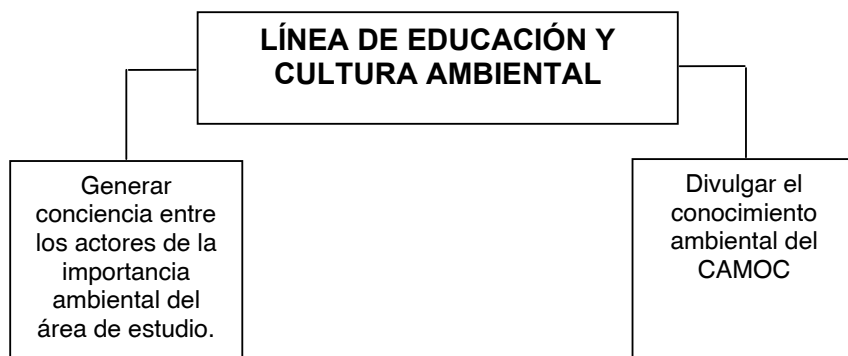 LÍNEA DE EDUCACIÓN Y
CULTURA AMBIENTAL
Generar
conciencia entre
los actores de la
importancia
ambiental del
área de estudio.
Divulgar el
conocimiento
ambiental del
CAMOC